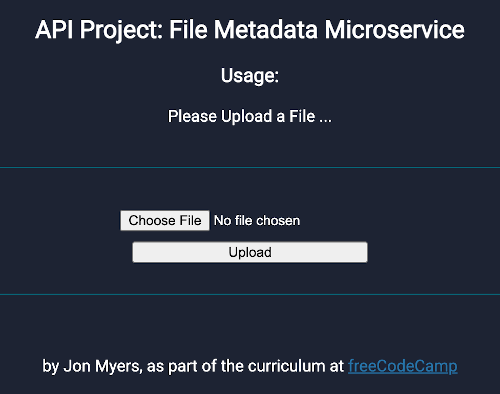 API Project: File Metadata Microservice
Usage:
Please Upload a File ...
Choose File No file chosen
Upload
by Jon Myers, as part of the curriculum at freeCodeCamp